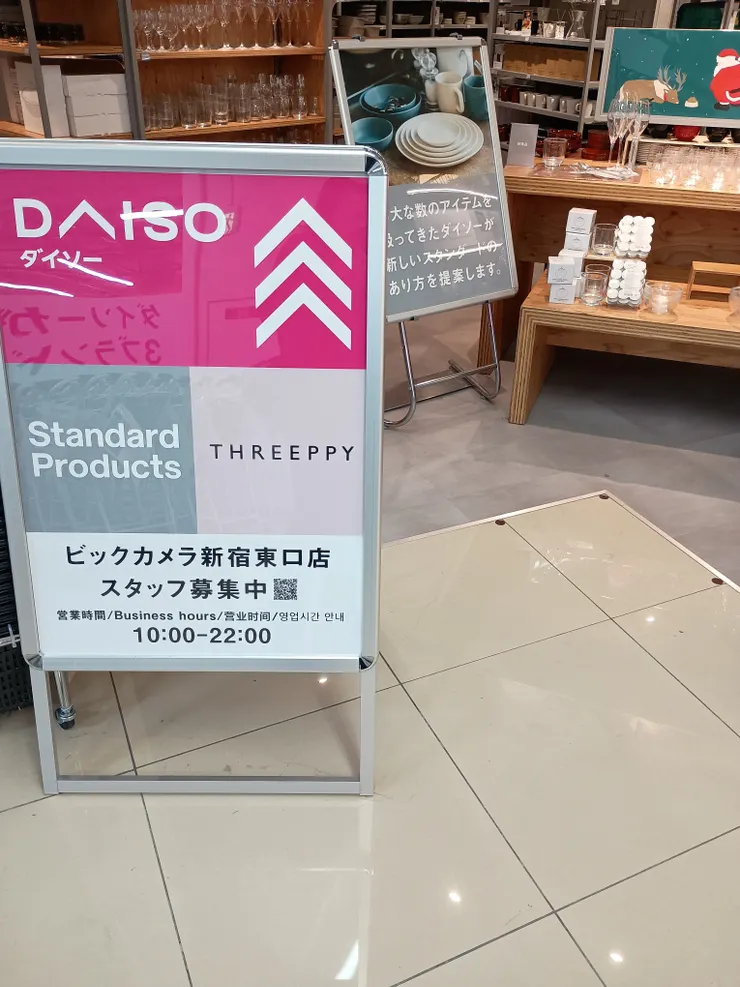 DAISO
ダイソー
Standard
Products
THREEPPY
ビックカメラ新宿東口店
スタッフ募集中
営業時間/Business hours/营业时间/영업시간 안내
10:00-22:00
大な数のアイテムを
ってきたダイソーが
新しいスタンダードの
あり方を提案します。